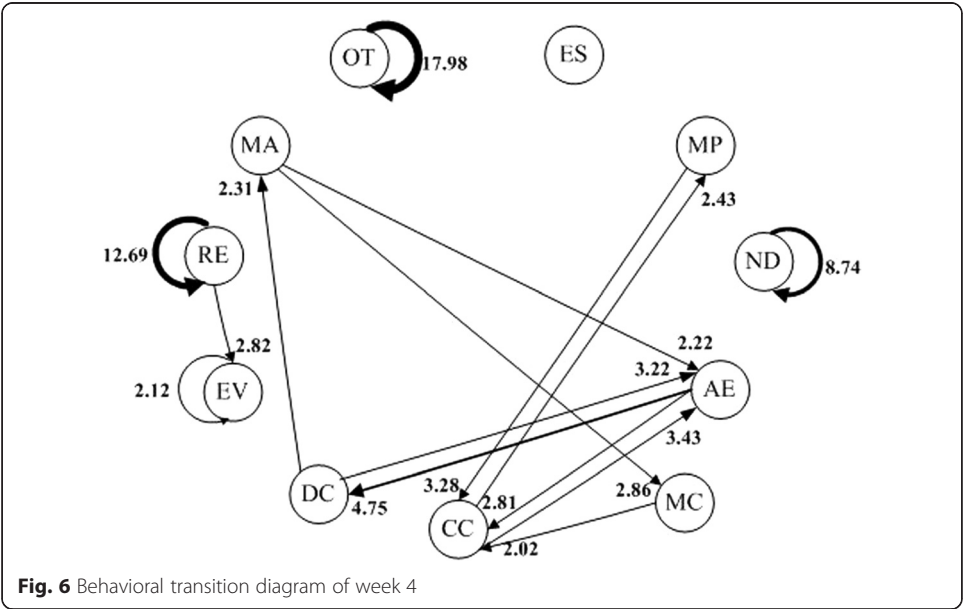 OT
17.98
ES
MA
MP
2.31
2.43
12.69
RE
ND
8.74
2.82
2.22
3.22
2.12
EV
AE
3.43
DC
4.75
3.28
2.81
2.86
MC
CC
2.02
Fig. 6 Behavioral transition diagram of week 4